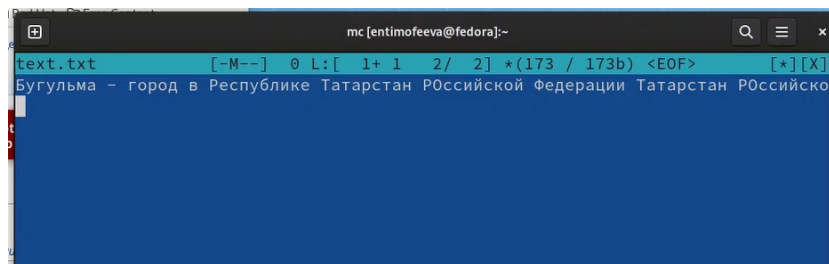 mc [entimofeeva@fedora]:~
text.txt [-M--] 0 L:[ 1+ 1 2/ 2] *(173 / 173b) <EOF> [*][X]
Бугульма – город в Республике Татарстан РОссийской Федерации Татарстан РОссийско